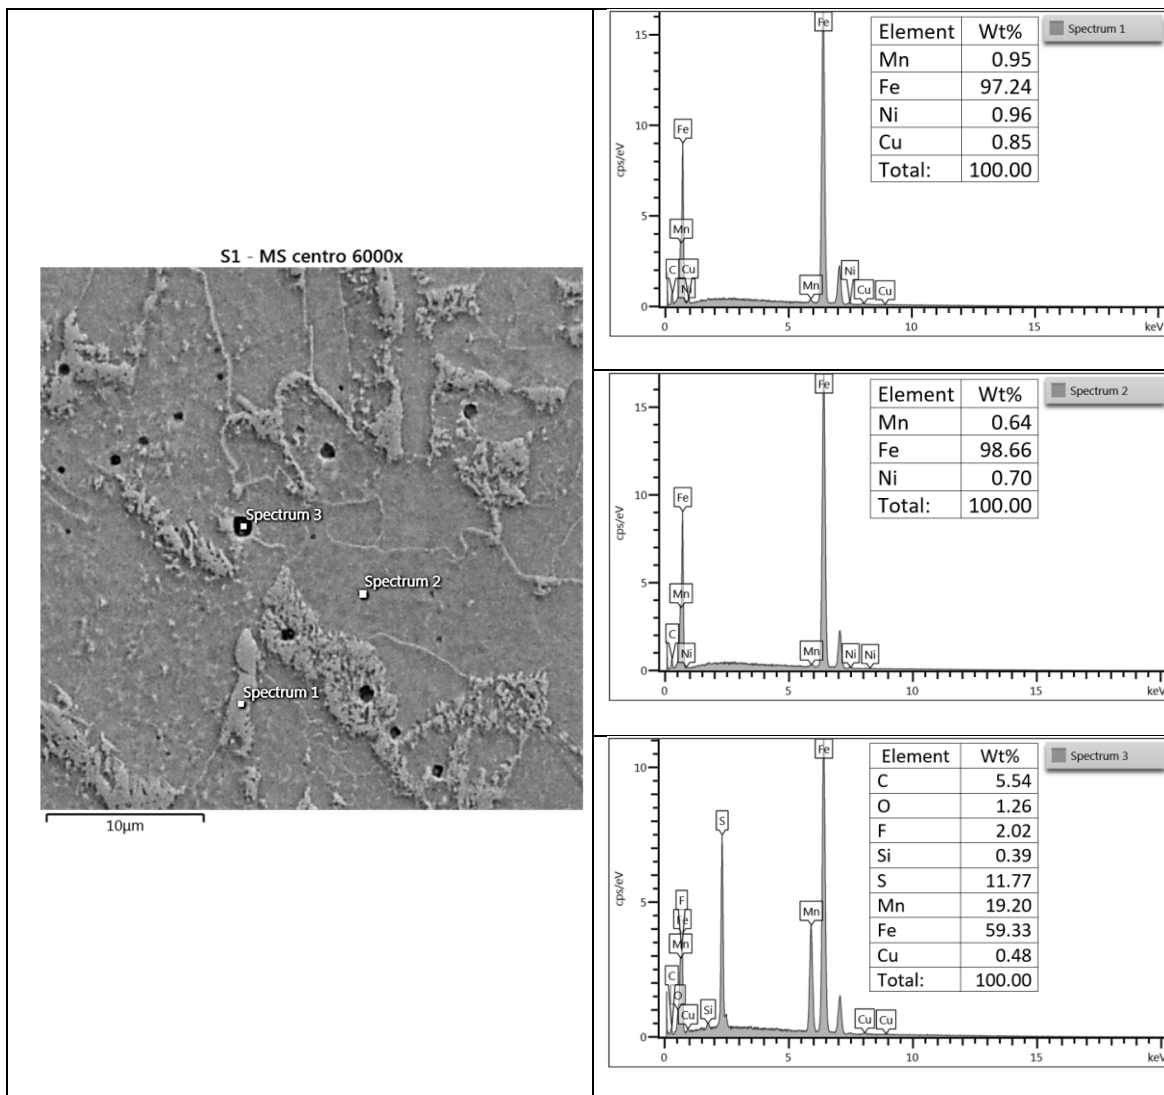 S1 - MS centro 6000x
Spectrum 3
Spectrum 2
Spectrum 1
10μm
Element Wt%
Mn 0.95
Fe 97.24
Ni 0.96
Cu 0.85
Total: 100.00
Spectrum 1
cps/eV
15
10
5
0
Fe
Fe
Mn
C
Cu
Ni
Mn
Ni
Cu
Cu
0 5 10 15 keV
Element Wt%
Mn 0.64
Fe 98.66
Ni 0.70
Total: 100.00
Spectrum 2
cps/eV
15
10
5
0
Fe
Fe
Mn
C
Ni
Mn
Ni
Ni
0 5 10 15 keV
Element Wt%
C 5.54
O 1.26
F 2.02
Si 0.39
S 11.77
Mn 19.20
Fe 59.33
Cu 0.48
Total: 100.00
Spectrum 3
cps/eV
10
5
0
Fe
S
F
Fe
Mn
Mn
C
O
Cu
Si
Cu
Cu
0 5 10 15 keV